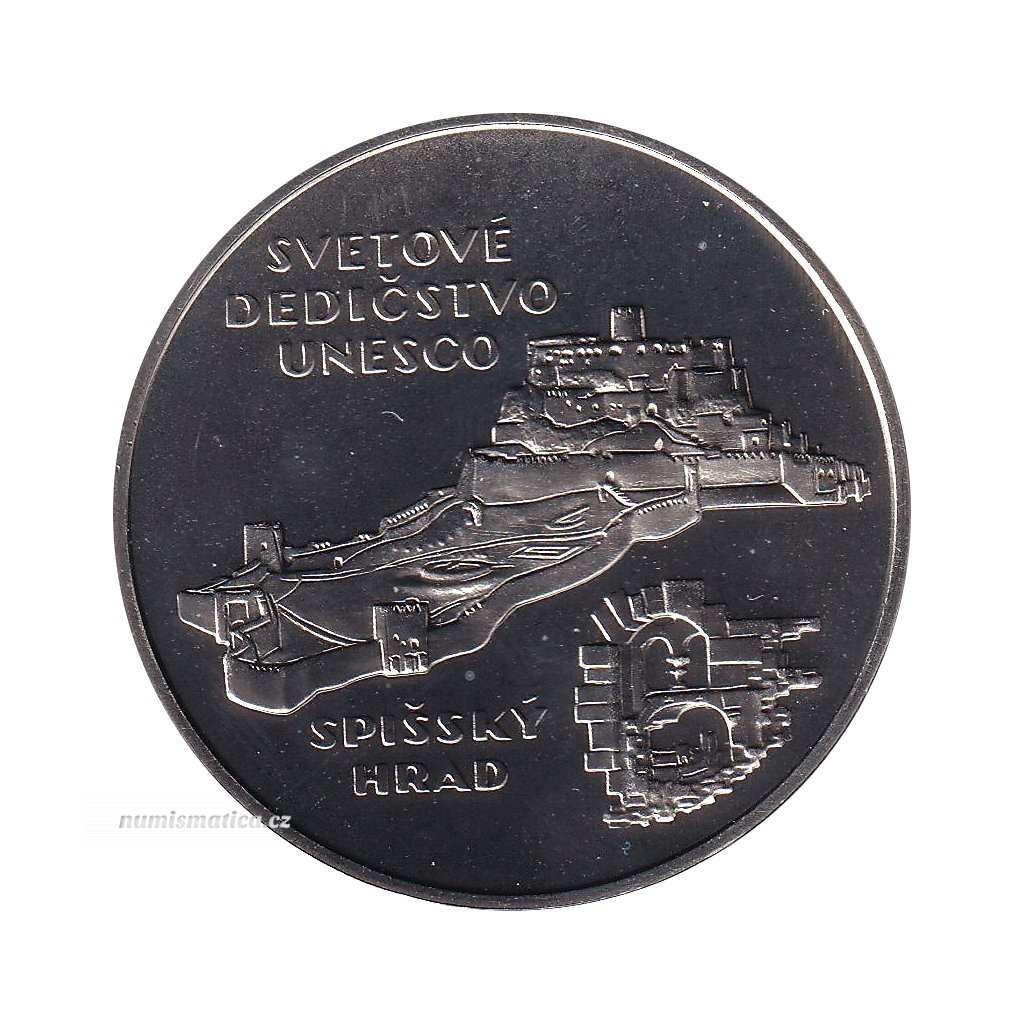 SVETOVÉ
DEDIČSTVO
UNESCO
SPIŠSKÝ
HRAD
numismatica.cz